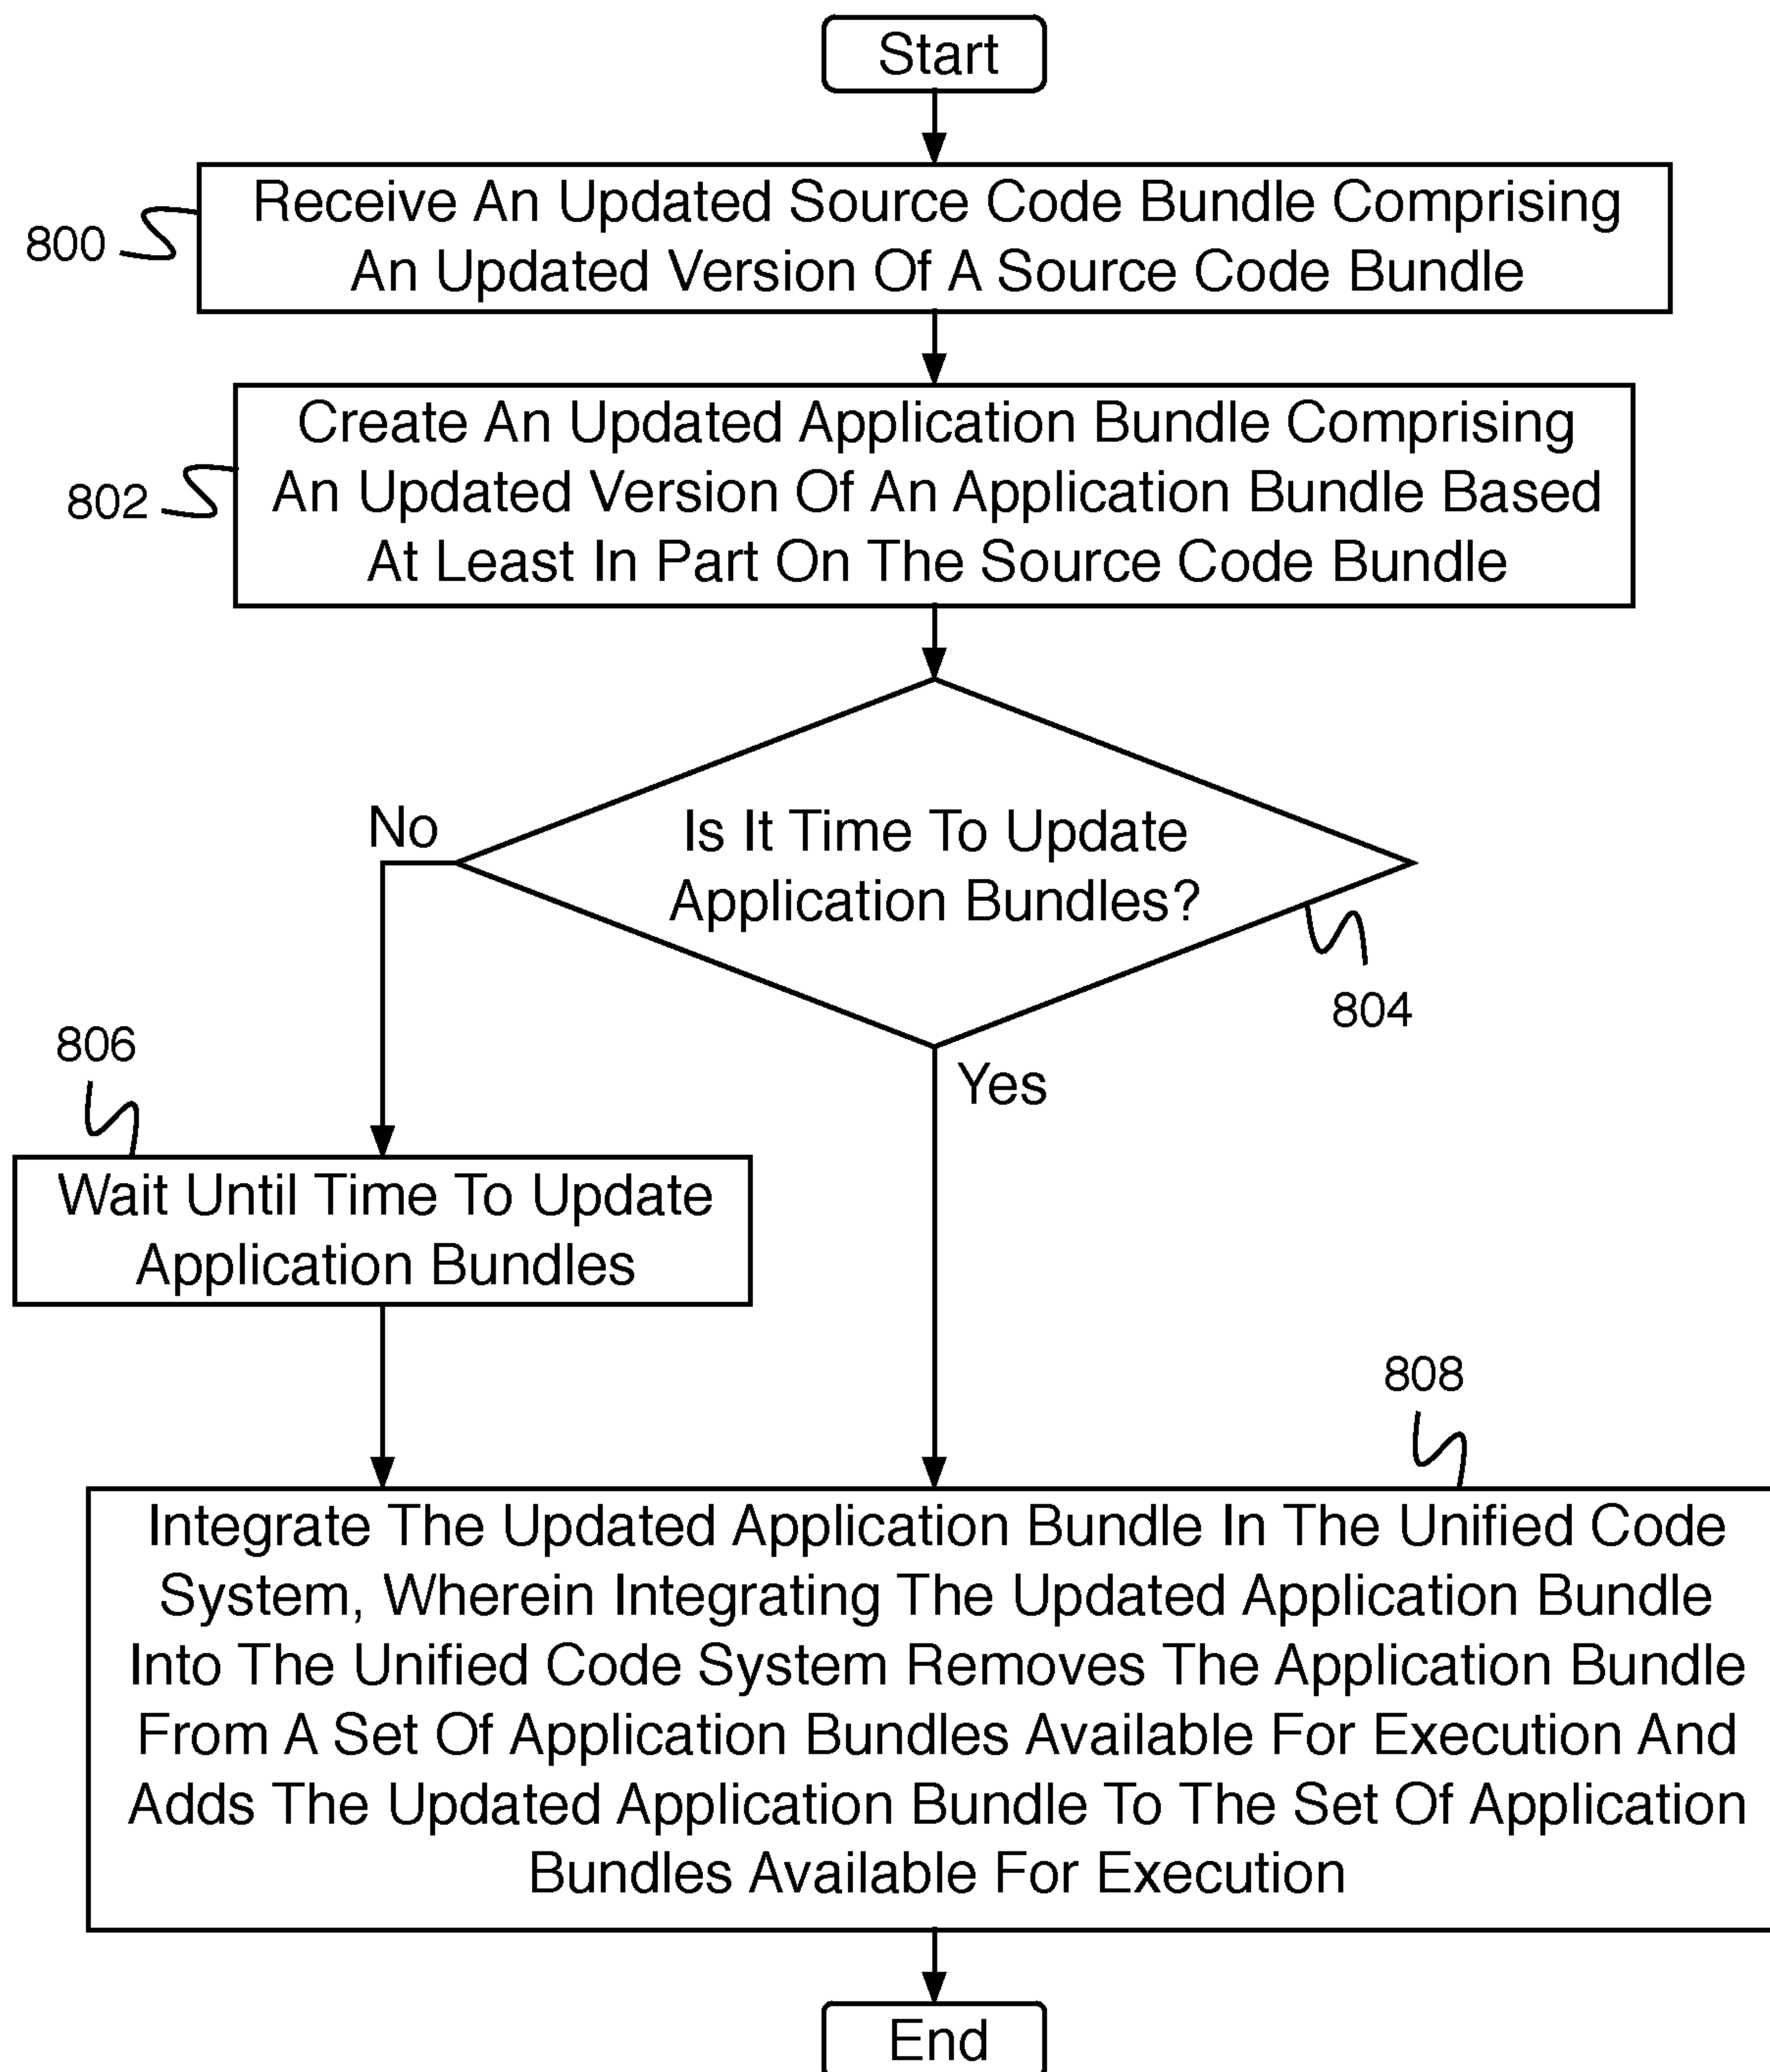 Start
800
Receive An Updated Source Code Bundle Comprising
An Updated Version Of A Source Code Bundle
802
Create An Updated Application Bundle Comprising
An Updated Version Of An Application Bundle Based
At Least In Part On The Source Code Bundle
No
Is It Time To Update
Application Bundles?
804
Yes
806
Wait Until Time To Update
Application Bundles
808
Integrate The Updated Application Bundle In The Unified Code
System, Wherein Integrating The Updated Application Bundle
Into The Unified Code System Removes The Application Bundle
From A Set Of Application Bundles Available For Execution And
Adds The Updated Application Bundle To The Set Of Application
Bundles Available For Execution
End